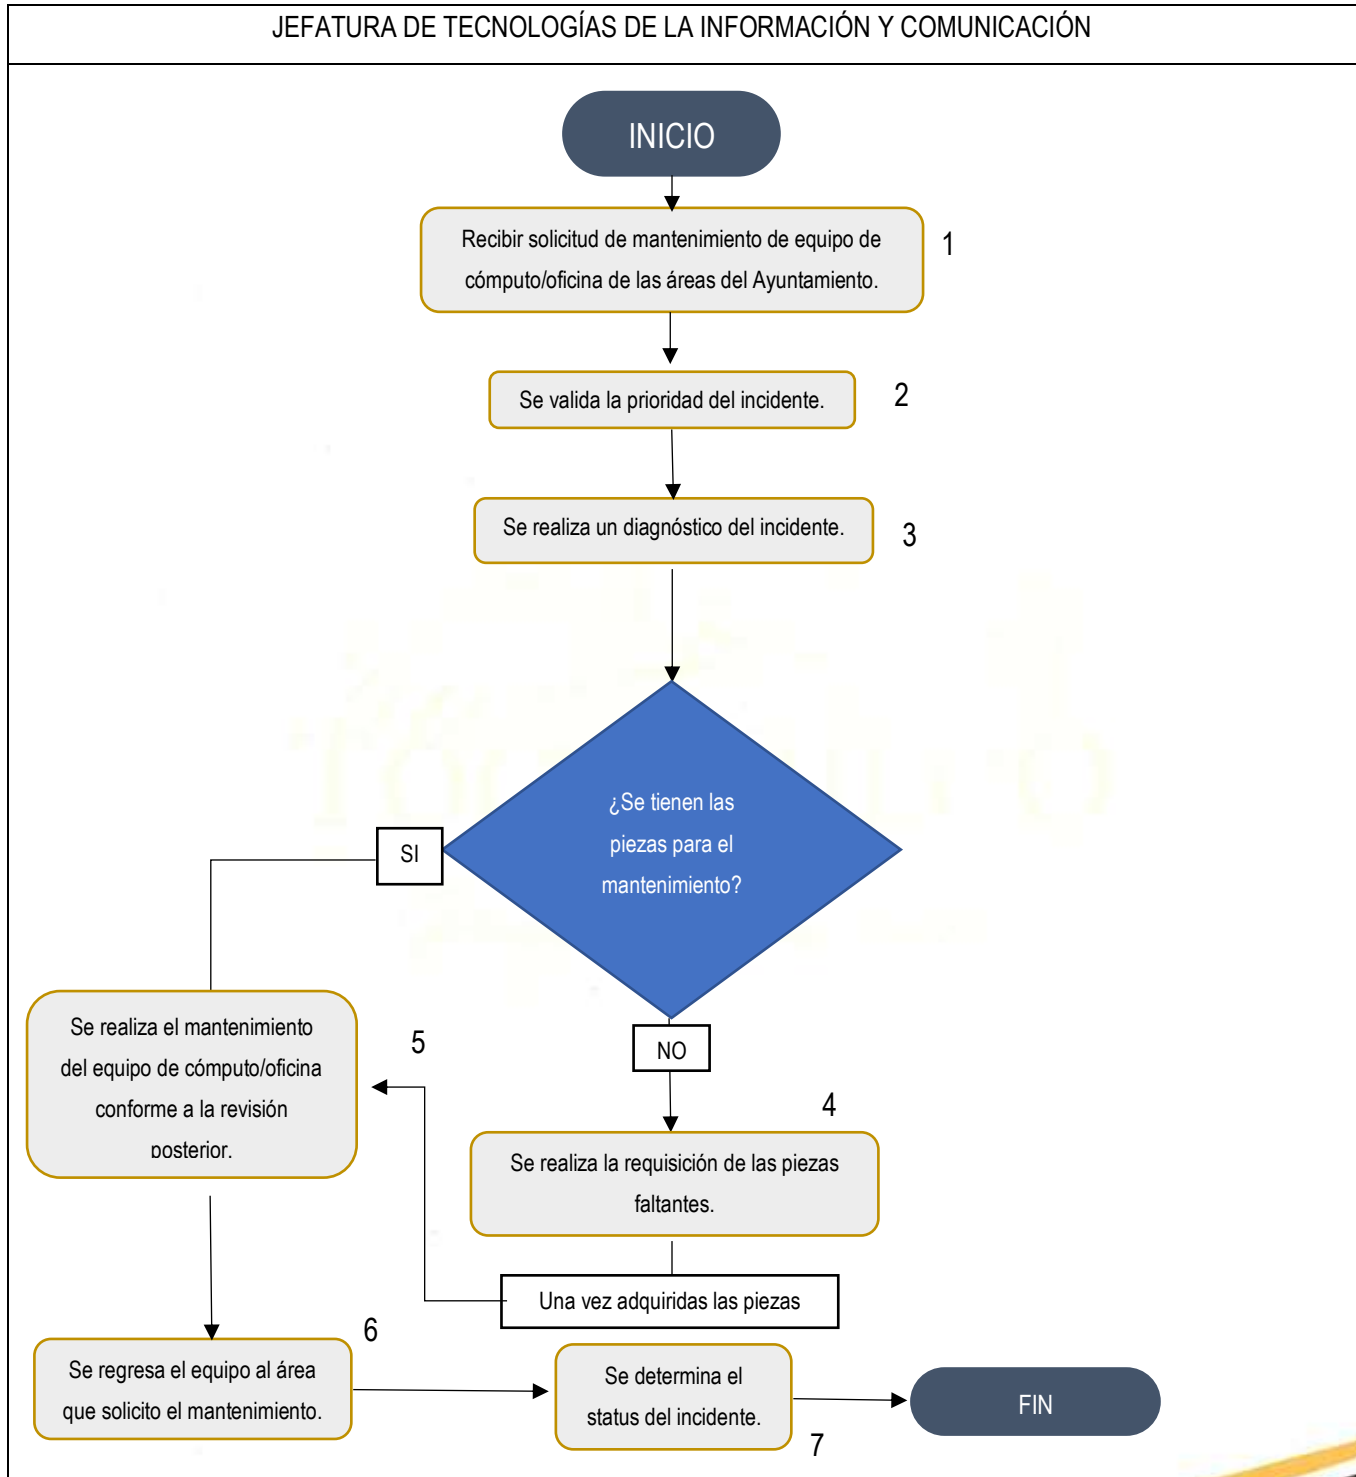 JEFATURA DE TECNOLOGÍAS DE LA INFORMACIÓN Y COMUNICACIÓN
INICIO
Recibir solicitud de mantenimiento de equipo de
cómputo/oficina de las áreas del Ayuntamiento.
1
Se valida la prioridad del incidente.
2
Se realiza un diagnóstico del incidente.
3
¿Se tienen las
piezas para el
mantenimiento?
SI
NO
Se realiza el mantenimiento
del equipo de cómputo/oficina
conforme a la revisión
posterior.
5
4
Se realiza la requisición de las piezas
faltantes.
Una vez adquiridas las piezas
6
Se regresa el equipo al área
que solicito el mantenimiento.
Se determina el
status del incidente.
7
FIN